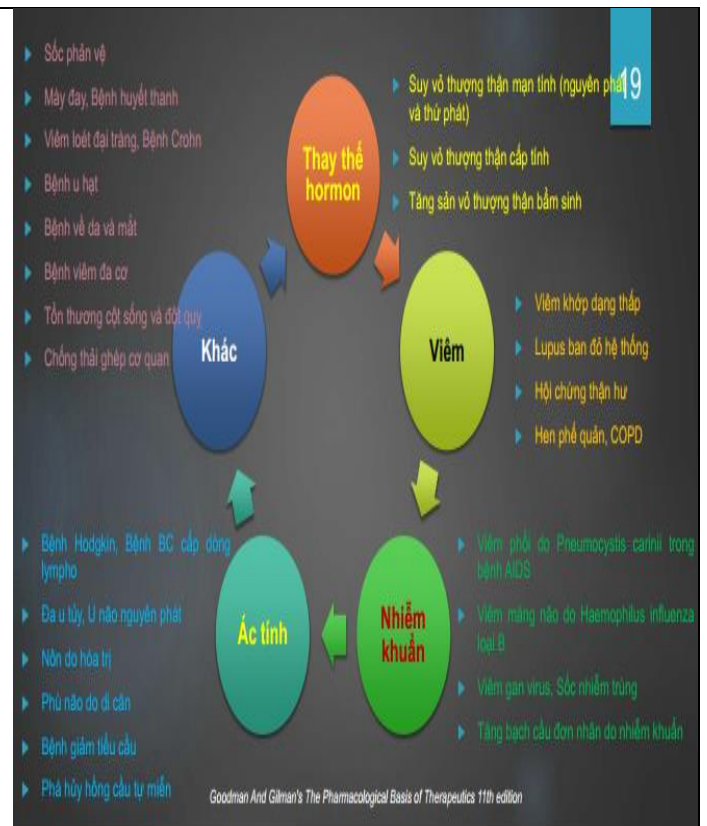 19
Thay thế
hormon
Suy vỏ thượng thận mạn tính (nguyên phát
và thứ phát)
Suy vỏ thượng thận cấp tính
Tăng sản vỏ thượng thận bẩm sinh
Viêm
Viêm khớp dạng thấp
Lupus ban đỏ hệ thống
Hội chứng thận hư
Hen phế quản, COPD
Nhiễm
khuẩn
Viêm phổi do Pneumocystis carinii trong
bệnh AIDS
Viêm màng não do Haemophilus influenza
loại B
Viêm gan virus, Sốc nhiễm trùng
Tăng bạch cầu đơn nhân do nhiễm khuẩn
Ác tính
Bệnh Hodgkin, Bệnh BC cấp dòng
lympho
Đa u tủy, U não nguyên phát
Nôn do hóa trị
Phù não do di căn
Bệnh giảm tiểu cầu
Phá hủy hồng cầu tự miễn
Khác
Sốc phản vệ
Mày đay, Bệnh huyết thanh
Viêm loét đại tràng, Bệnh Crohn
Bệnh u hạt
Bệnh về da và mắt
Bệnh viêm đa cơ
Tổn thương cột sống và đột quỵ
Chống thải ghép cơ quan
Goodman And Gilman's The Pharmacological Basis of Therapeutics 11th edition